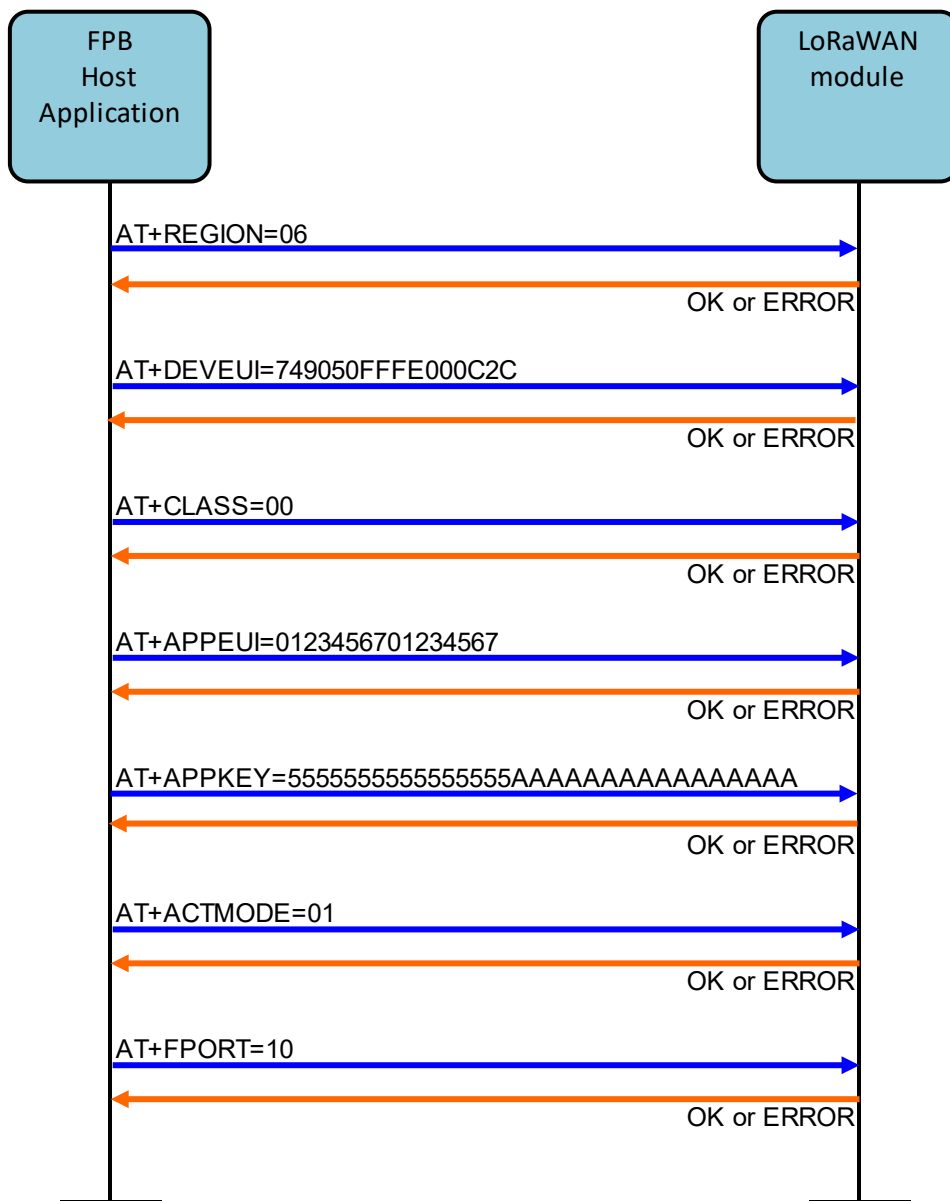 FPB
Host
Application
LoRaWAN
module
AT+REGION=06
OK or ERROR
AT+DEVEUI=749050FFFE000C2C
OK or ERROR
AT+CLASS=00
OK or ERROR
AT+APPEUI=0123456701234567
OK or ERROR
AT+APPKEY=5555555555555555AAAAAAAAAAAAAAAA
OK or ERROR
AT+ACTMODE=01
OK or ERROR
AT+FPORT=10
OK or ERROR